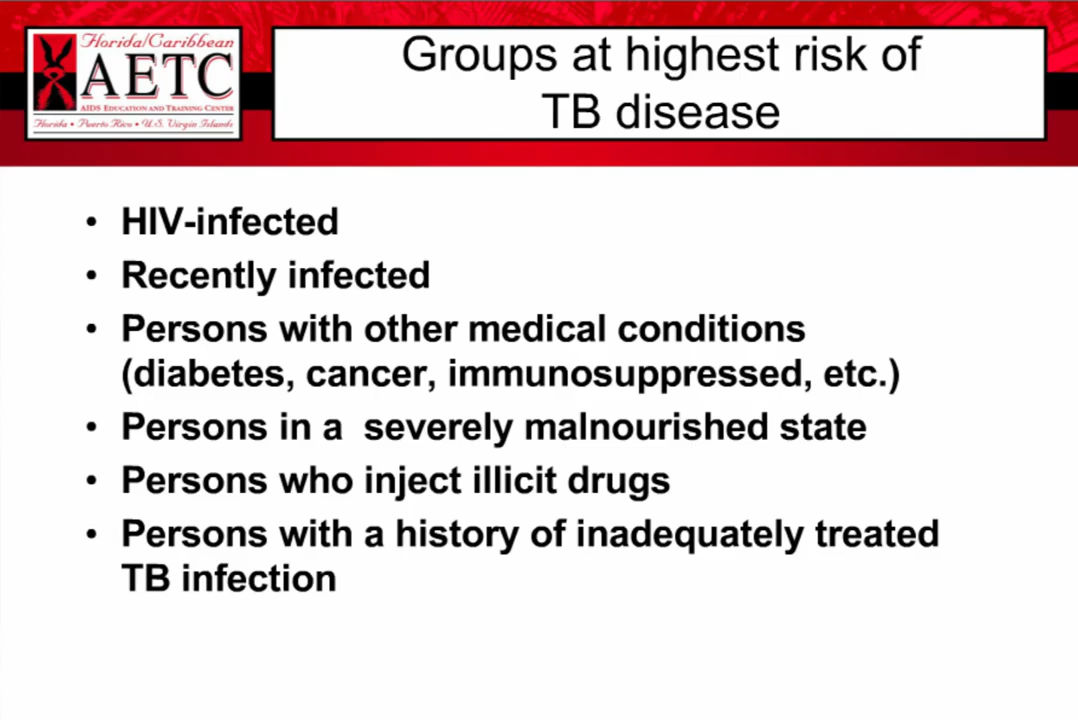 Florida/Caribbean
AETC
AIDS EDUCATION AND TRAINING CENTER
Florida • Puerto Rico • U.S. Virgin Islands
Groups at highest risk of
TB disease
• HIV-infected
• Recently infected
• Persons with other medical conditions
(diabetes, cancer, immunosuppressed, etc.)
• Persons in a  severely malnourished state
• Persons who inject illicit drugs
• Persons with a history of inadequately treated
TB infection